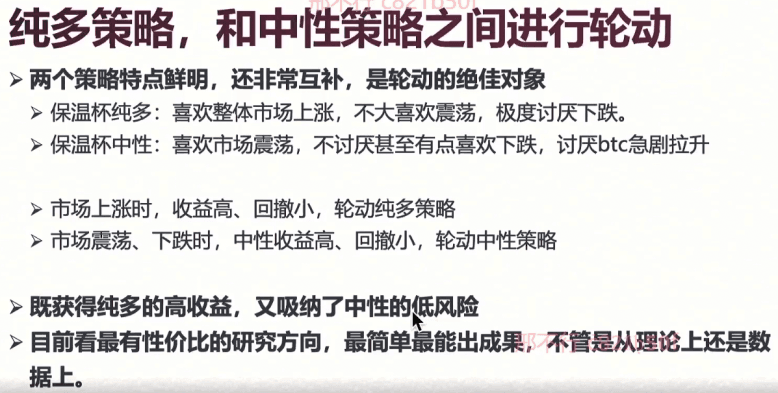 纯多策略，和中性策略之间进行轮动
➢ 两个策略特点鲜明，还非常互补，是轮动的绝佳对象
➢ 保温杯纯多：喜欢整体市场上涨，不大喜欢震荡，极度讨厌下跌。
➢ 保温杯中性：喜欢市场震荡，不讨厌甚至有点喜欢下跌，讨厌btc急剧拉升
➢ 市场上涨时，收益高、回撤小，轮动纯多策略
➢ 市场震荡、下跌时，中性收益高、回撤小，轮动中性策略
➢ 既获得纯多的高收益，又吸纳了中性的低风险
➢ 目前看最有性价比的研究方向，最简单最能出成果，不管是从理论上还是数
据上。